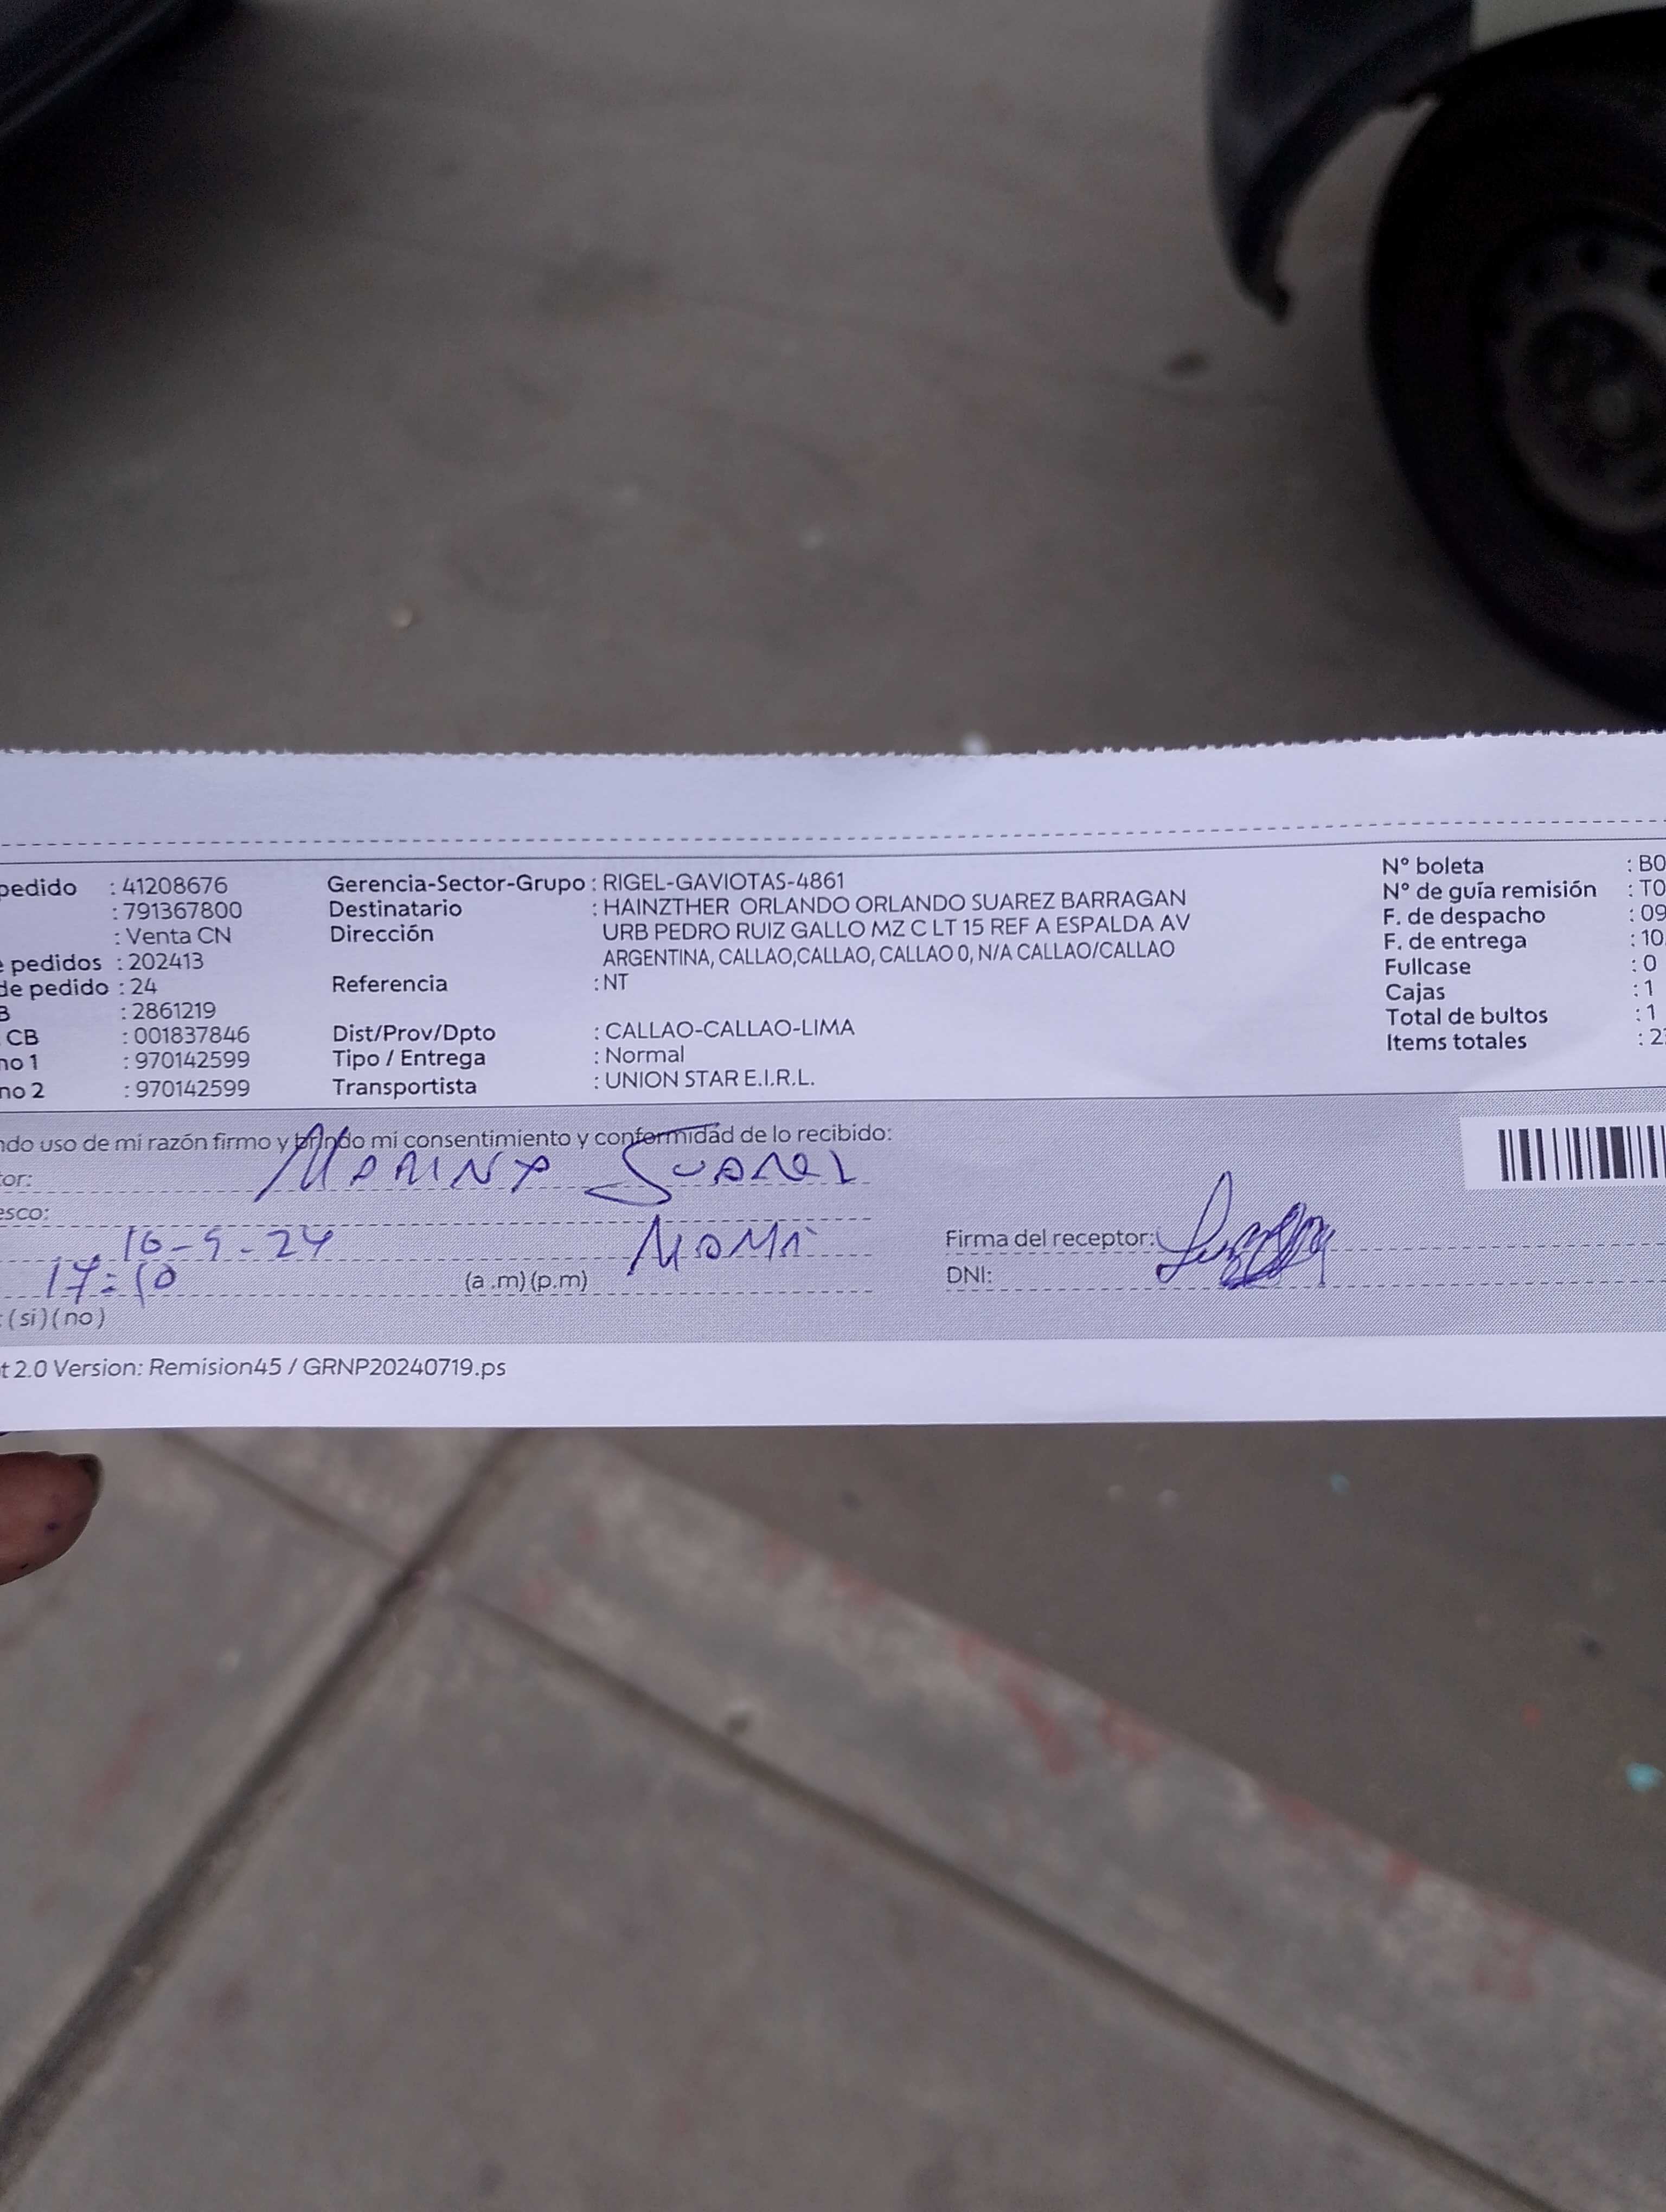 pedido : 41208676 Gerencia-Sector-Grupo : RIGEL-GAVIOTAS-4861 N° boleta : B0
: 791367800 Destinatario : HAINZTHER ORLANDO ORLANDO SUAREZ BARRAGAN N° de guía remisión : T0
: Venta CN Dirección URB PEDRO RUIZ GALLO MZ C LT 15 REF A ESPALDA AV F. de despacho : 09
e pedidos : 202413 ARGENTINA, CALLAO,CALLAO, CALLAO 0, N/A CALLAO/CALLAO F. de entrega : 10
de pedido : 24 Referencia : NT Fullcase : 0
B : 2861219 Cajas : 1
CB : 001837846 Dist/Prov/Dpto : CALLAO-CALLAO-LIMA Total de bultos : 1
no 1 : 970142599 Tipo / Entrega : Normal Items totales : 2
no 2 : 970142599 Transportista : UNION STAR E.I.R.L.
ndo uso de mi razón firmo y brindo mi consentimiento y conformidad de lo recibido:
tor: MARINA SUAREZ
esco:
10-9-24 MAMA Firma del receptor:
17:10 (a .m) (p.m) DNI:
: (si) (no)
t 2.0 Version: Remision45 / GRNP20240719.ps